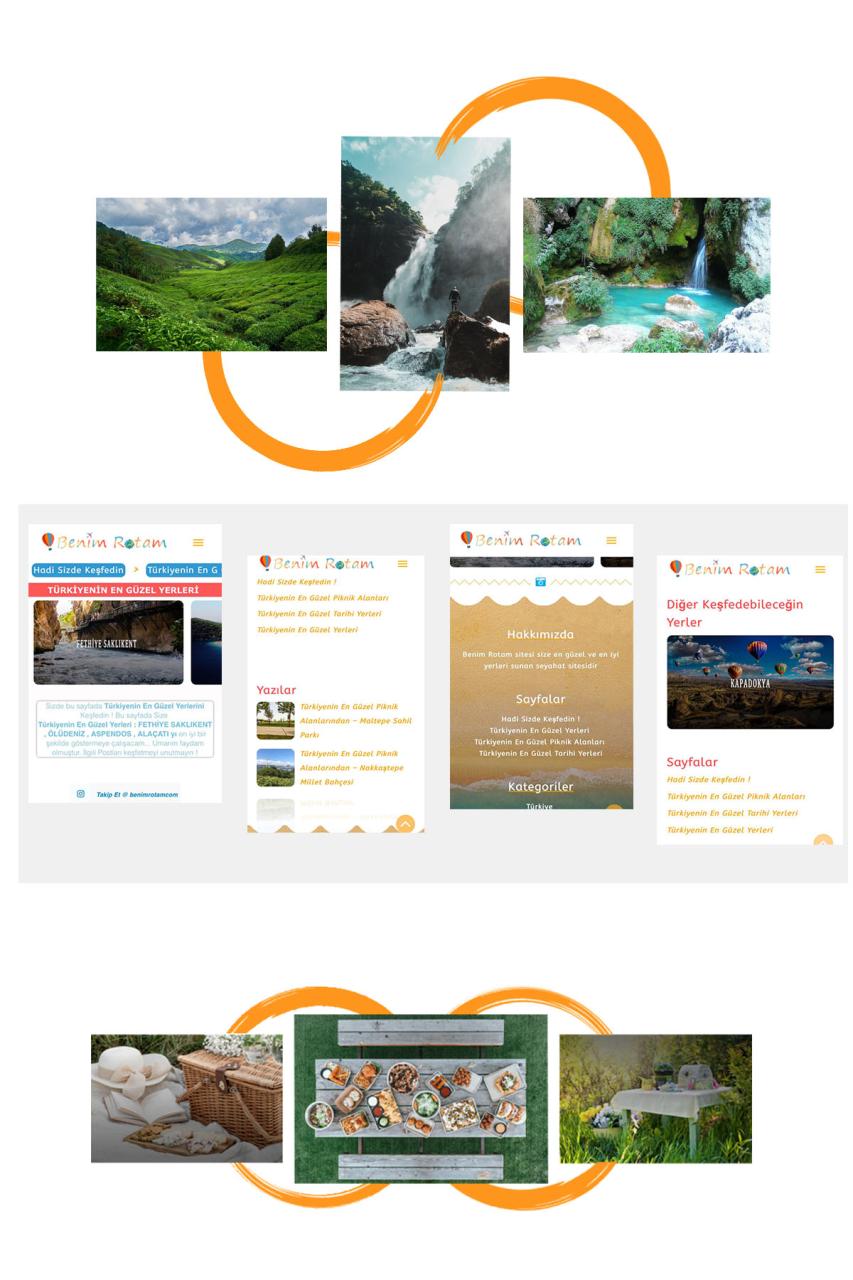 Benim Rotam
Hadi Sizde Keşfedin > Türkiyenin En G
TÜRKİYENİN EN GÜZEL YERLERİ
FETHİYE SAKLIKENT
Sizde bu sayfada Türkiyenin En Güzel Yerlerini
Keşfedin ! Bu sayfada Size
Türkiyenin En Güzel Yerleri : FETHİYE SAKLIKENT
, ÖLÜDENİZ , ASPENDOS , ALAÇATI yı en iyi bir
şekilde göstermeye çalışacam... Umarım faydam
olmuştur. İlgili Postları keşfetmeyi unutmayın !
Takip Et @ benimrotamcom
Benim Rotam
Hadi Sizde Keşfedin !
Türkiyenin En Güzel Piknik Alanları
Türkiyenin En Güzel Tarihi Yerleri
Türkiyenin En Güzel Yerleri
Yazılar
Türkiyenin En Güzel Piknik
Alanlarından – Maltepe Sahil
Parkı
Türkiyenin En Güzel Piknik
Alanlarından – Nakkaştepe
Millet Bahçesi
Benim Rotam
Hakkımızda
Benim Rotam sitesi size en güzel ve en iyi
yerleri sunan seyahat sitesidir
Sayfalar
Hadi Sizde Keşfedin !
Türkiyenin En Güzel Yerleri
Türkiyenin En Güzel Piknik Alanları
Türkiyenin En Güzel Tarihi Yerleri
Kategoriler
Türkiye
Benim Rotam
Diğer Keşfedebileceğin
Yerler
KAPADOKYA
Sayfalar
Hadi Sizde Keşfedin !
Türkiyenin En Güzel Piknik Alanları
Türkiyenin En Güzel Tarihi Yerleri
Türkiyenin En Güzel Yerleri